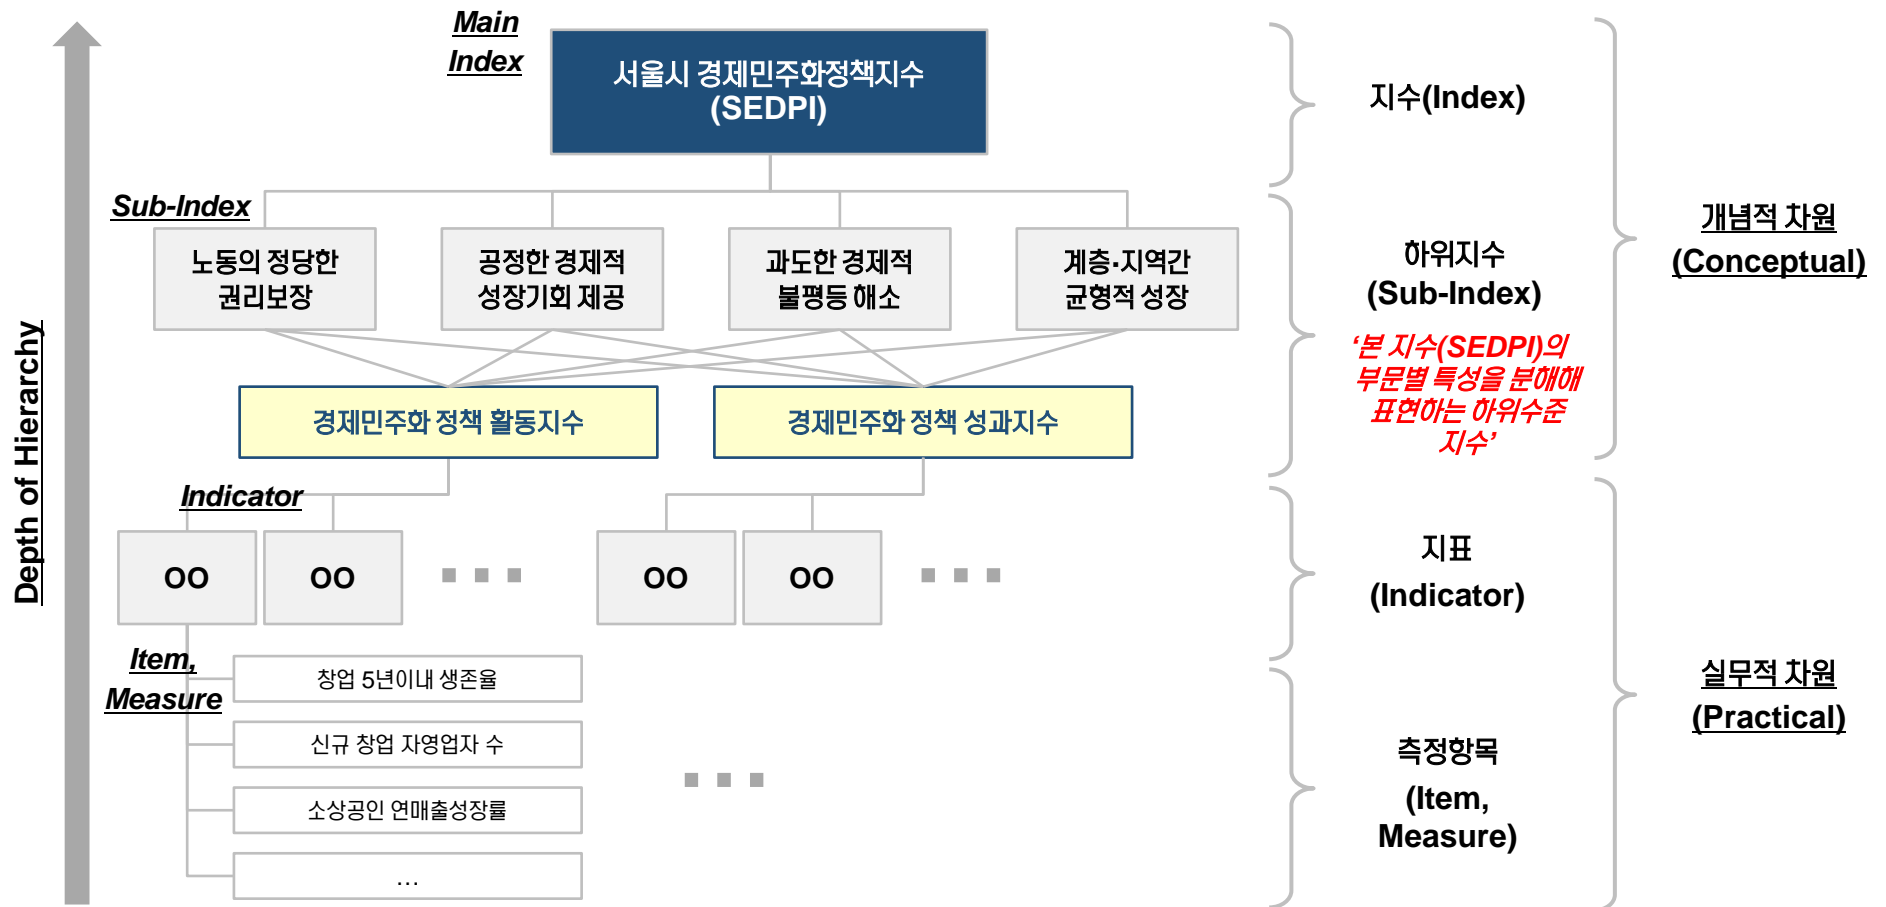 Main
Index
서울시 경제민주화정책지수
(SEDPI)
지수(Index)
Sub-Index
노동의 정당한
권리보장
공정한 경제적
성장기회 제공
과도한 경제적
불평등 해소
계층·지역간
균형적 성장
하위지수
(Sub-Index)
‘본 지수(SEDPI)의
부문별 특성을 분해해
표현하는 하위수준
지수’
개념적 차원
(Conceptual)
경제민주화 정책 활동지수
경제민주화 정책 성과지수
Depth of Hierarchy
Indicator
OO
OO
OO
OO
지표
(Indicator)
Item,
Measure
창업 5년이내 생존율
신규 창업 자영업자 수
소상공인 연매출성장률
...
측정항목
(Item,
Measure)
실무적 차원
(Practical)